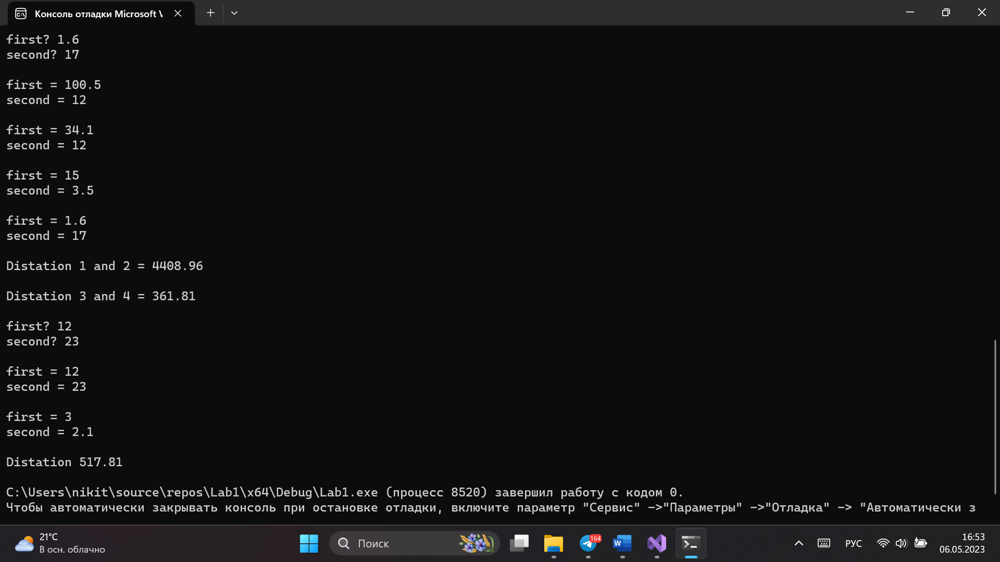 Консоль отладки Microsoft V
first? 1.6
second? 17
first = 100.5
second = 12
first = 34.1
second = 12
first = 15
second = 3.5
first = 1.6
second = 17
Distation 1 and 2 = 4408.96
Distation 3 and 4 = 361.81
first? 12
second? 23
first = 12
second = 23
first = 3
second = 2.1
Distation 517.81
C:\Users\nikit\source\repos\Lab1\x64\Debug\Lab1.exe (процесс 8520) завершил работу с кодом 0.
Чтобы автоматически закрывать консоль при остановке отладки, включите параметр "Сервис" ->"Параметры" ->"Отладка" -> "Автоматически з
21°C
В осн. облачно
Поиск
164
РУС
16:53
06.05.2023